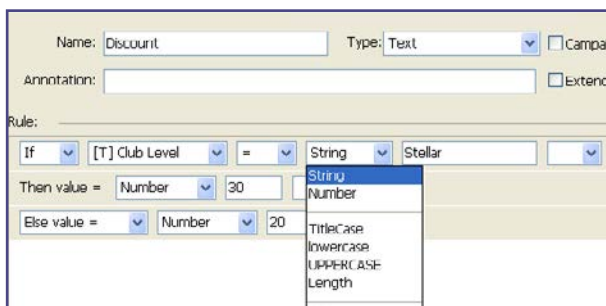 Name: Discount Type: Text Campa
Annotation: Extend
Rule:
If [T] Club Level = String Stellar
Then value = Number 30
Else value = Number 20
String
Number
TitleCase
lowercase
UPPERCASE
Length